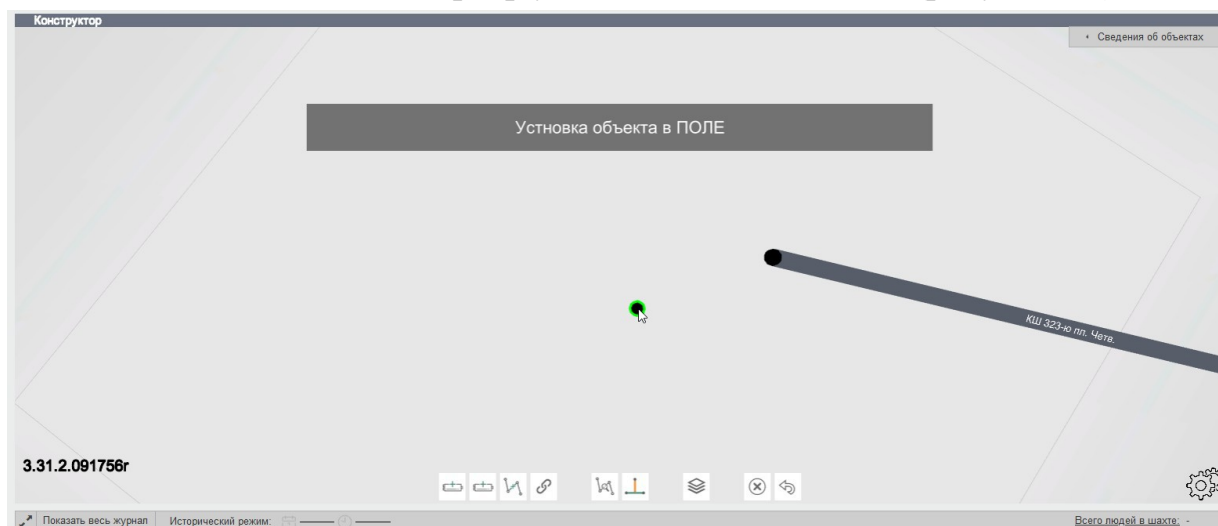 Конструктор
Сведения об объектах
Устновка объекта в ПОЛЕ
КШ 323-ю пл. Четв.
3.31.2.091756r
Показать весь журнал Исторический режим: Всего людей в шахте: -